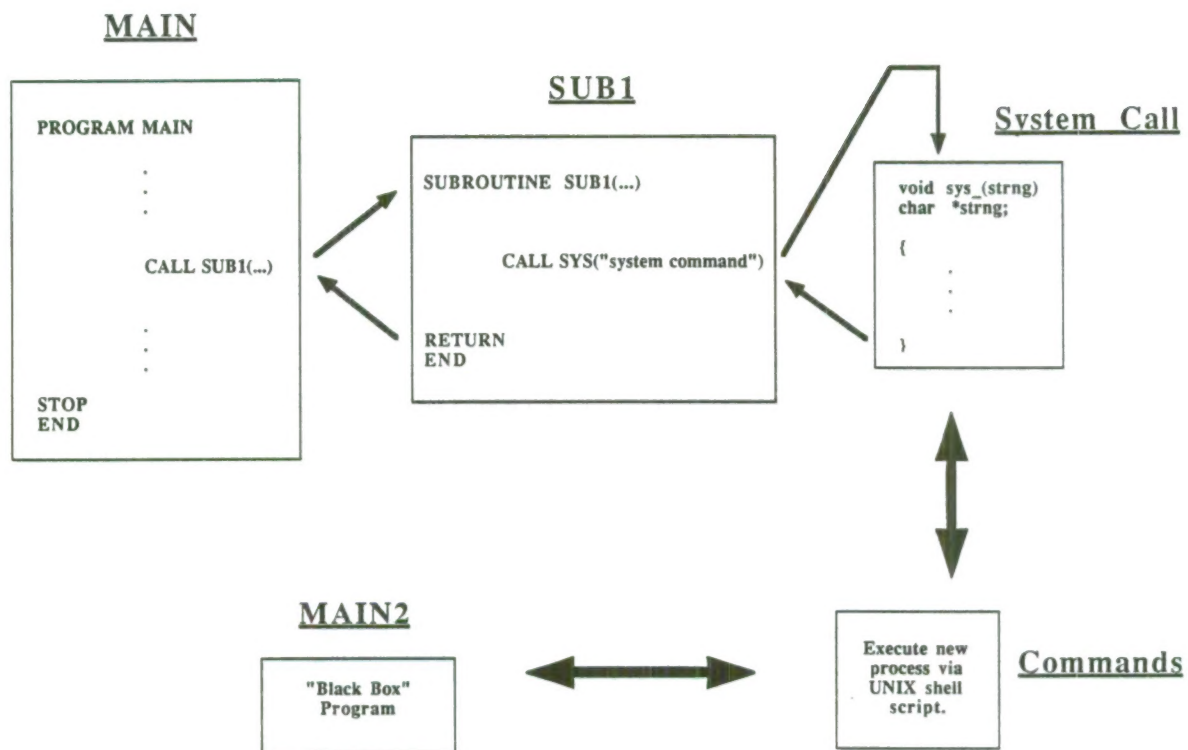 MAIN
PROGRAM MAIN
.
.
.
CALL SUB1(...)
.
.
.
STOP
END
SUB1
SUBROUTINE SUB1(...)
CALL SYS("system command")
RETURN
END
System Call
void sys_(strng)
char *strng;
{
.
.
.
}
MAIN2
"Black Box"
Program
Execute new
process via
UNIX shell
script.
Commands